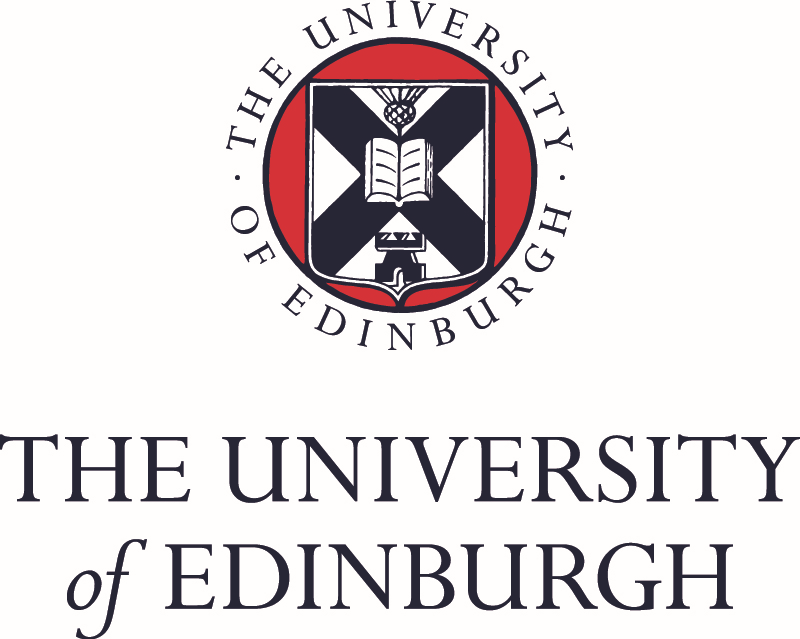 THE UNIVERSITY
· OF EDINBURGH ·
THE UNIVERSITY
of EDINBURGH